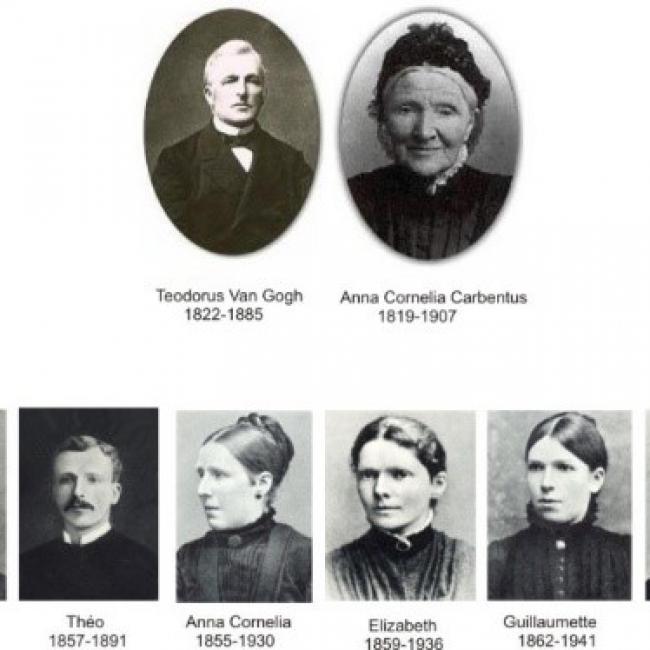 Teodorus Van Gogh
1822-1885
Anna Cornelia Carbentus
1819-1907
Théo
1857-1891
Anna Cornelia
1855-1930
Elizabeth
1859-1936
Guillaumette
1862-1941